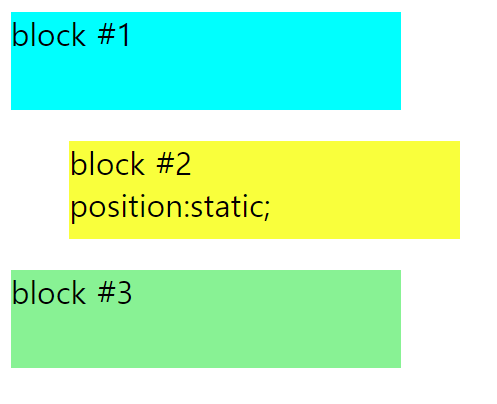 block #1
block #2
position:static;
block #3